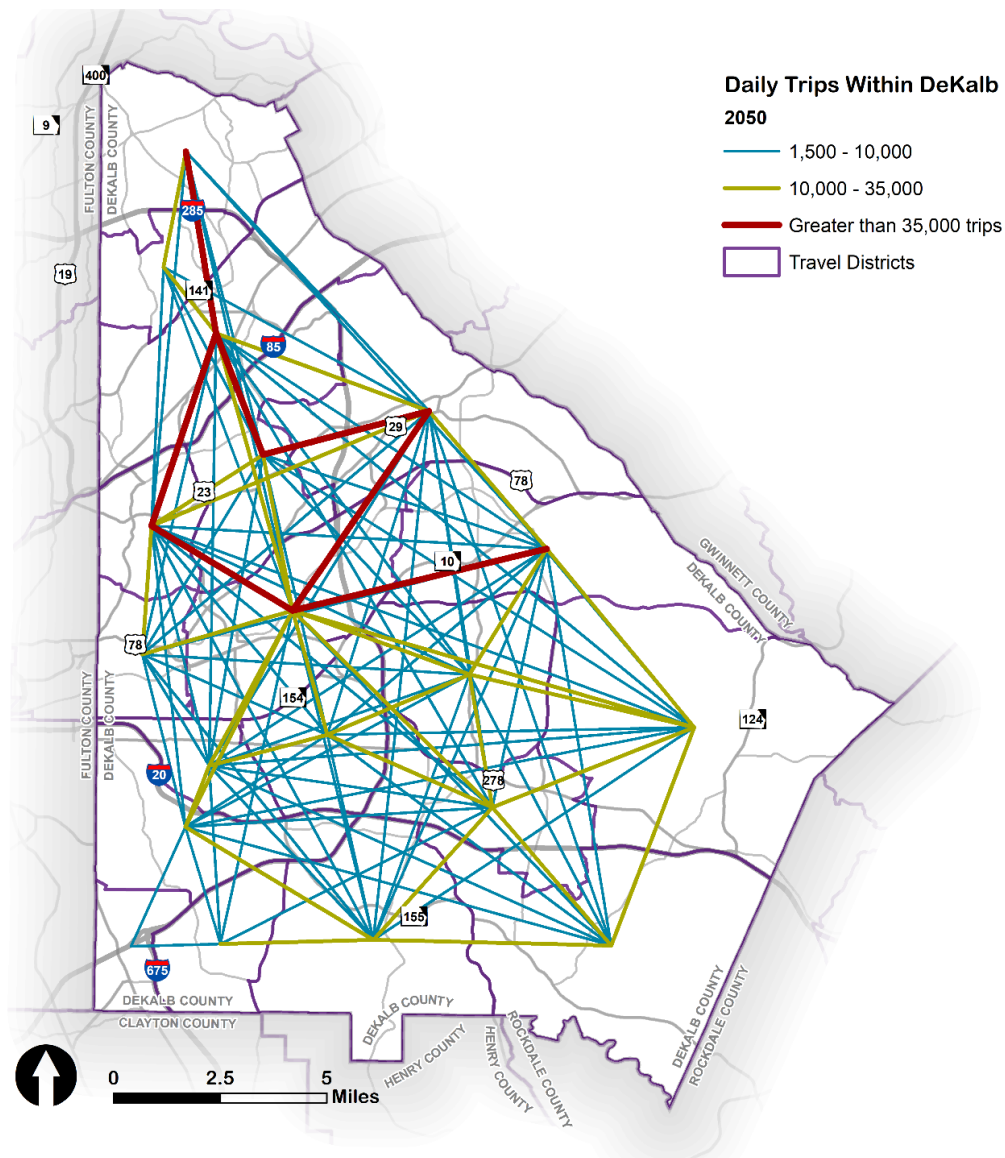 Daily Trips Within DeKalb
2050
1,500 - 10,000
10,000 - 35,000
Greater than 35,000 trips
Travel Districts
400
9
FULTON COUNTY
DEKALB COUNTY
285
19
141
85
29
78
23
10
GWINNETT COUNTY
DEKALB COUNTY
78
154
124
FULTON COUNTY
DEKALB COUNTY
20
278
155
675
DEKALB COUNTY
CLAYTON COUNTY
DEKALB COUNTY
HENRY COUNTY
ROCKDALE COUNTY
HENRY COUNTY
DEKALB COUNTY
ROCKDALE COUNTY
0 2.5 5
Miles